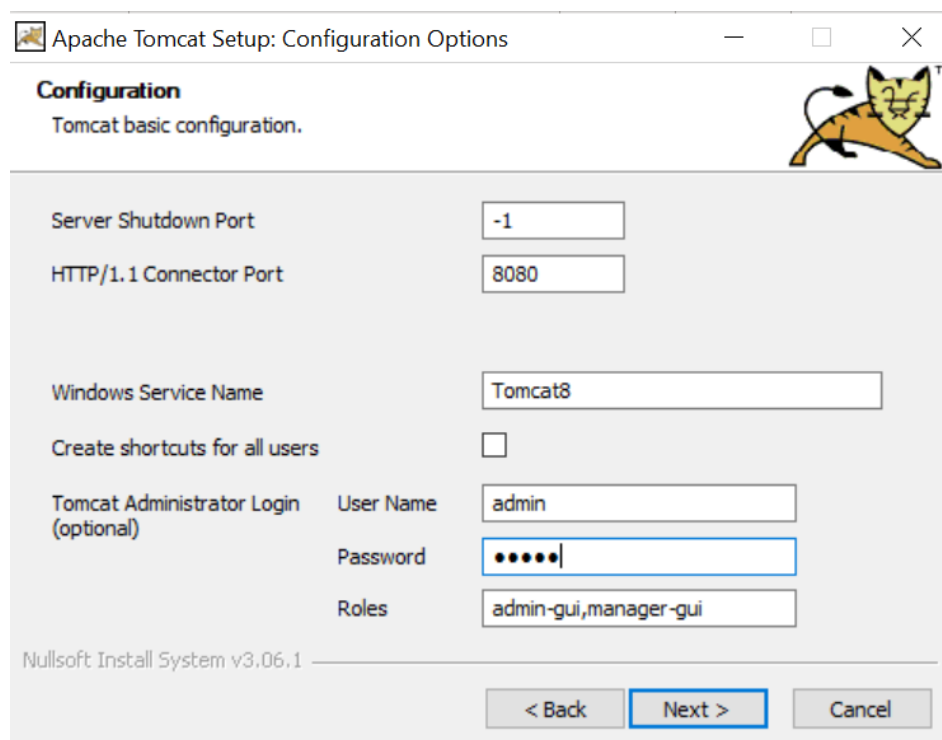 Apache Tomcat Setup: Configuration Options
Configuration
Tomcat basic configuration.
Server Shutdown Port -1
HTTP/1.1 Connector Port 8080
Windows Service Name Tomcat8
Create shortcuts for all users
Tomcat Administrator Login
(optional)
User Name admin
Password •••••
Roles admin-gui,manager-gui
Nullsoft Install System v3.06.1
< Back Next > Cancel